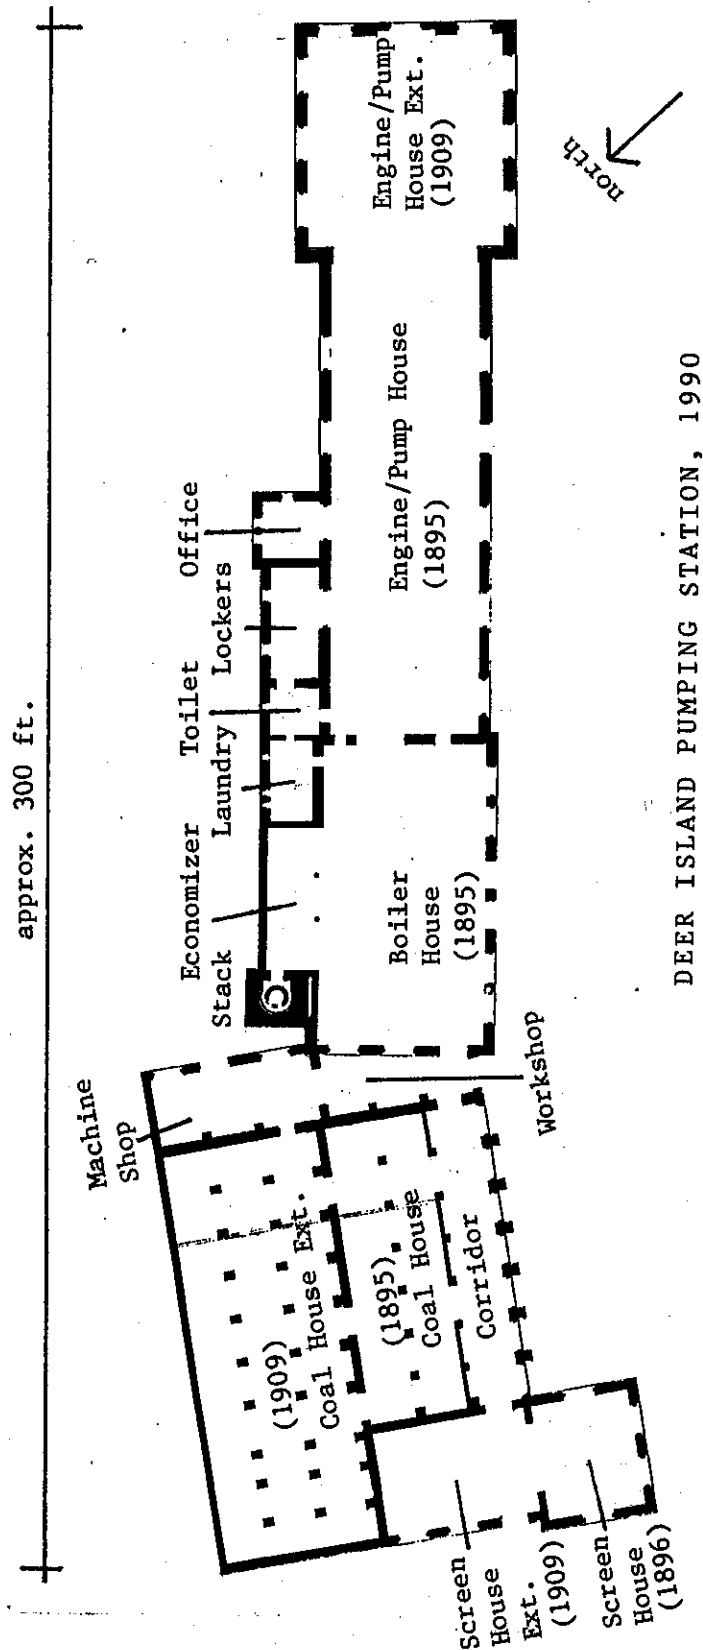 approx. 300 ft.
Machine
Shop
Stack
Economizer
Laundry
Toilet
Lockers
Office
Engine/Pump
House Ext.
(1909)
north
Engine/Pump House
(1895)
Boiler
House
(1895)
Workshop
(1909)
Coal House Ext.
(1895)
Coal House
Corridor
Screen
House
Ext.
(1909)
Screen
House
(1896)
DEER ISLAND PUMPING STATION, 1990